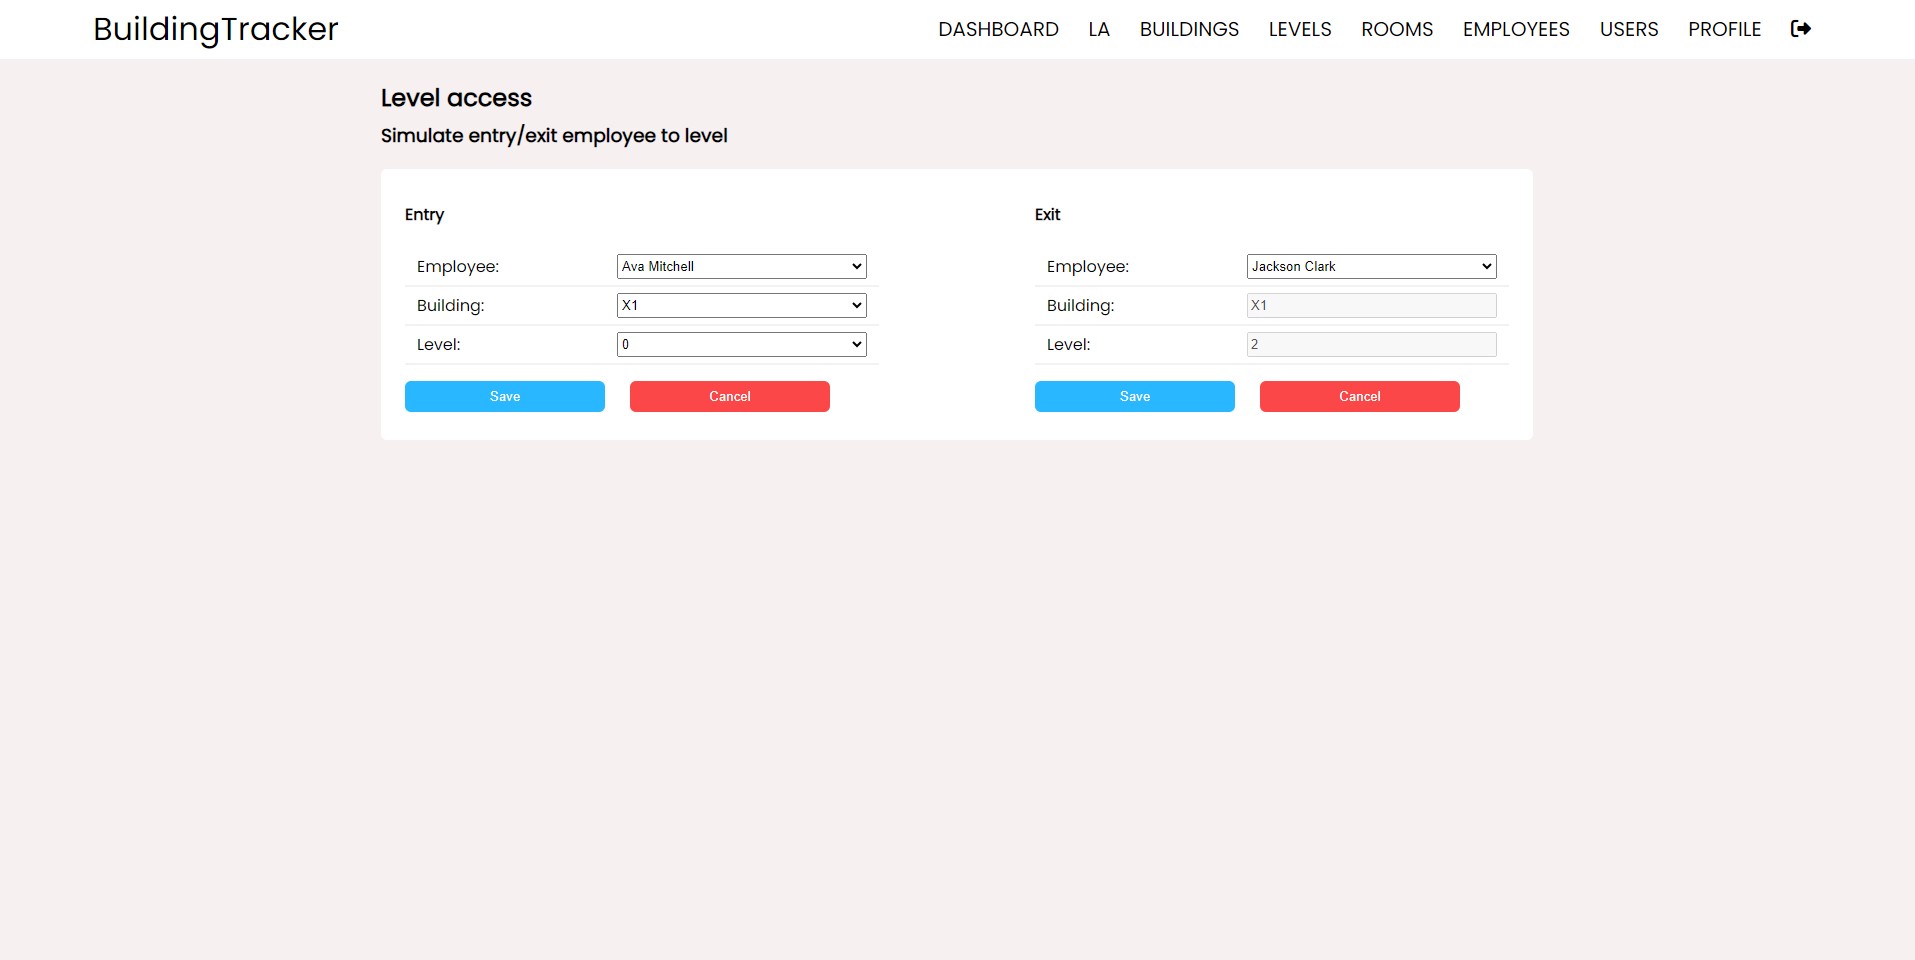 BuildingTracker
DASHBOARD LA BUILDINGS LEVELS ROOMS EMPLOYEES USERS PROFILE
Level access
Simulate entry/exit employee to level
Entry
Employee: Ava Mitchell
Building: X1
Level: 0
Save Cancel
Exit
Employee: Jackson Clark
Building: X1
Level: 2
Save Cancel